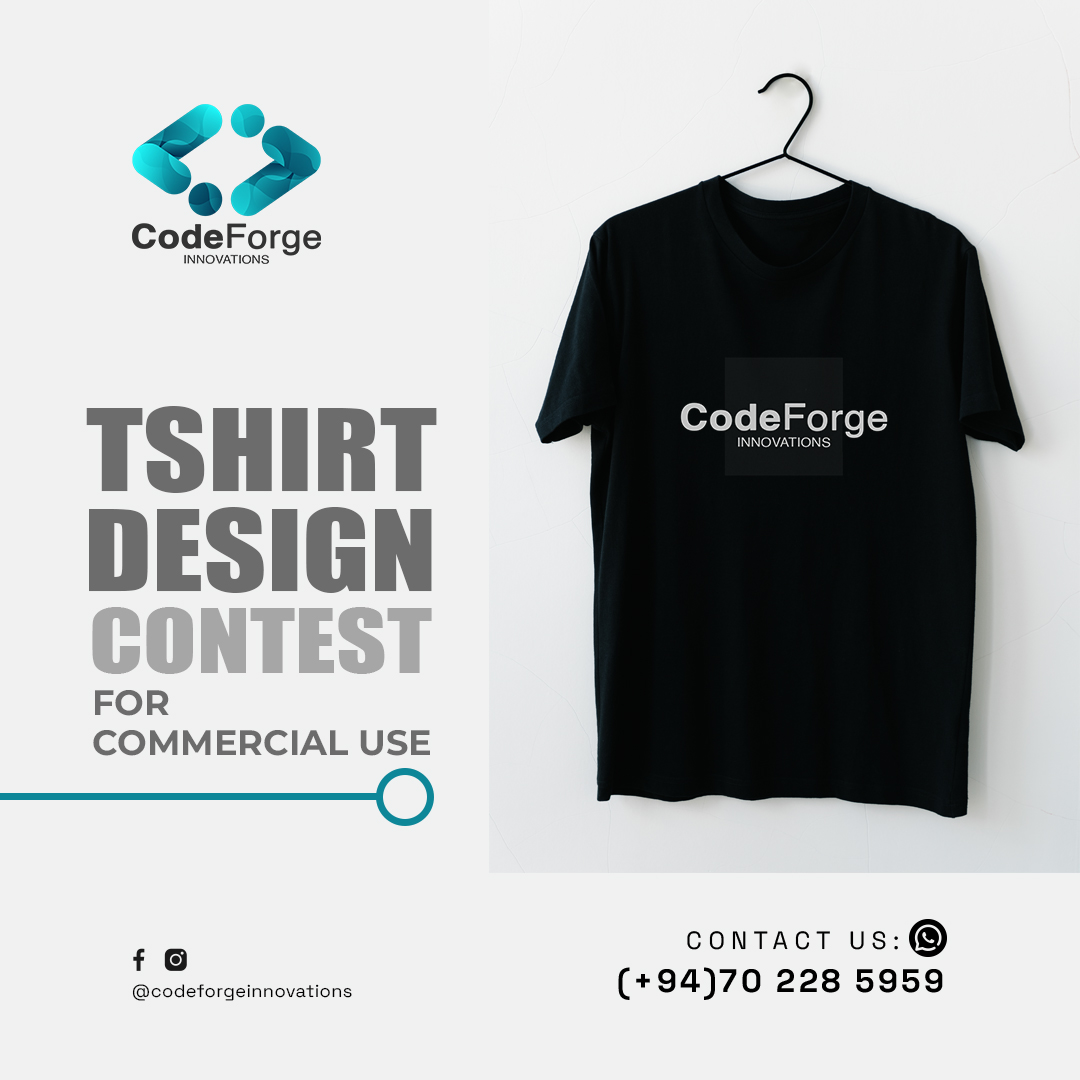 CodeForge
INNOVATIONS
TSHIRT
DESIGN
CONTEST
FOR
COMMERCIAL USE
CodeForge
INNOVATIONS
@codeforgeinnovations
CONTACT US:
(+94)70 228 5959